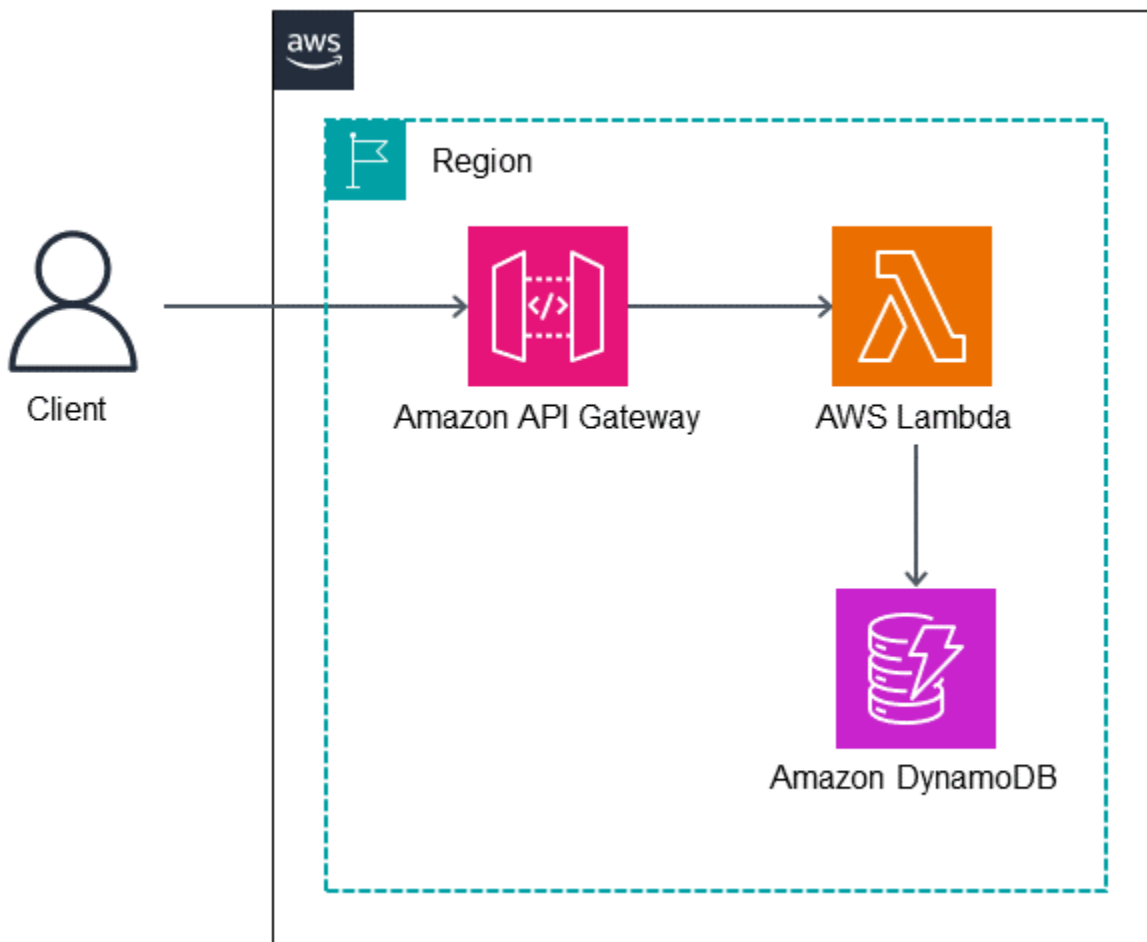 aws
Region
</>
Client
Amazon API Gateway
AWS Lambda
Amazon DynamoDB